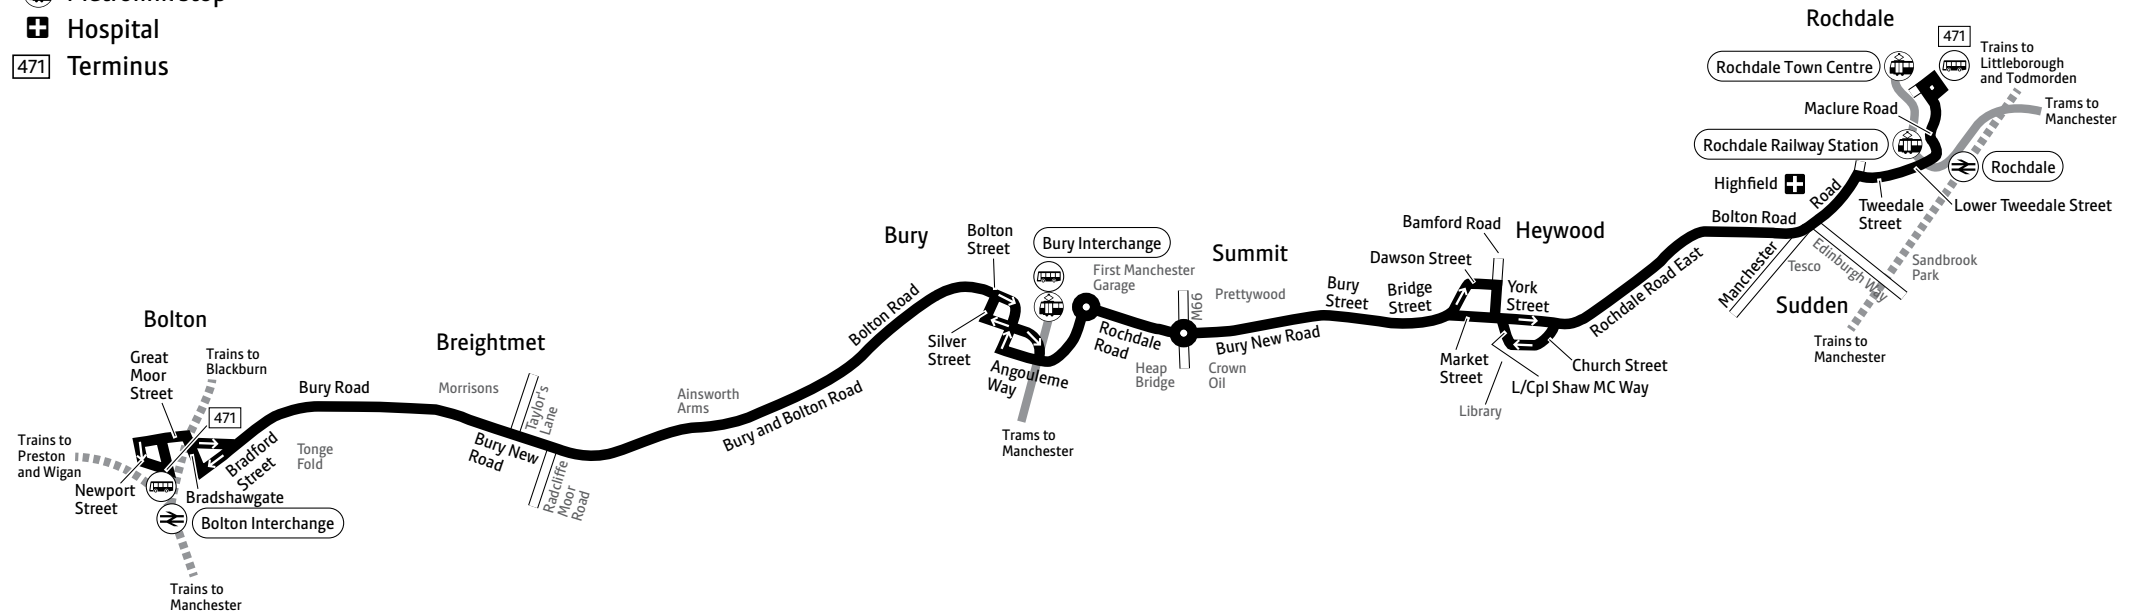 Metrolink stop
Hospital
471 Terminus
Rochdale
471
Trains to
Littleborough
and Todmorden
Rochdale Town Centre
Maclure Road
Trams to
Manchester
Rochdale Railway Station
Rochdale
Highfield
Road
Tweedale
Street
Lower Tweedale Street
Bolton Road
Manchester
Tesco
Edinburgh Way
Sandbrook
Park
Sudden
Trains to
Manchester
Bamford Road
Heywood
Dawson Street
York
Street
Bridge
Street
Bury
Street
Rochdale Road East
Market
Street
Church Street
L/Cpl Shaw MC Way
Library
Summit
Prettywood
Bury New Road
M66
Crown
Oil
First Manchester
Garage
Rochdale
Road
Heap
Bridge
Bury
Bolton
Street
Bury Interchange
Silver
Street
Angouleme
Way
Trams to
Manchester
Bolton Road
Bury and Bolton Road
Ainsworth
Arms
Breightmet
Morrisons
Taylor's
Lane
Bury New
Road
Radcliffe
Moor
Road
Bolton
Great
Moor
Street
Trains to
Blackburn
Bury Road
471
Bradford
Street
Tonge
Fold
Trains to
Preston
and Wigan
Newport
Street
Bradshawgate
Bolton Interchange
Trains to
Manchester